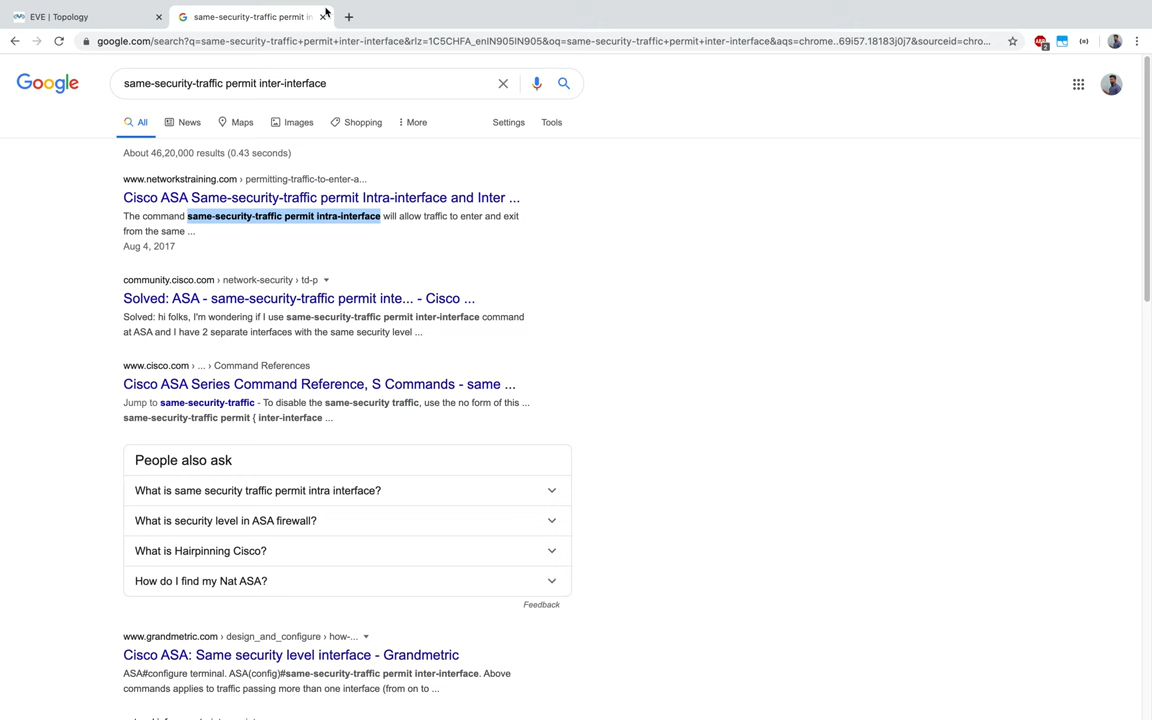 EVE | Topology
same-security-traffic permit in
google.com/search?q=same-security-traffic+permit+inter-interface&rlz=1C5CHFA_enIN905IN905&oq=same-security-traffic+permit+inter-interface&aqs=chrome..69i57.18183j0j7&sourceid=chro...
2
Google
same-security-traffic permit inter-interface
All
News
Maps
Images
Shopping
More
Settings
Tools
About 46,20,000 results (0.43 seconds)
www.networkstraining.com › permitting-traffic-to-enter-a...
Cisco ASA Same-security-traffic permit Intra-interface and Inter ...
The command same-security-traffic permit intra-interface will allow traffic to enter and exit
from the same ...
Aug 4, 2017
community.cisco.com › network-security › td-p
Solved: ASA - same-security-traffic permit inte... - Cisco ...
Solved: hi folks, I'm wondering if I use same-security-traffic permit inter-interface command
at ASA and I have 2 separate interfaces with the same security level ...
www.cisco.com › ... › Command References
Cisco ASA Series Command Reference, S Commands - same ...
Jump to same-security-traffic - To disable the same-security traffic, use the no form of this ...
same-security-traffic permit { inter-interface ...
People also ask
What is same security traffic permit intra interface?
What is security level in ASA firewall?
What is Hairpinning Cisco?
How do I find my Nat ASA?
Feedback
www.grandmetric.com › design_and_configure › how-...
Cisco ASA: Same security level interface - Grandmetric
ASA#configure terminal. ASA(config)#same-security-traffic permit inter-interface. Above
commands applies to traffic passing more than one interface (from on to ...